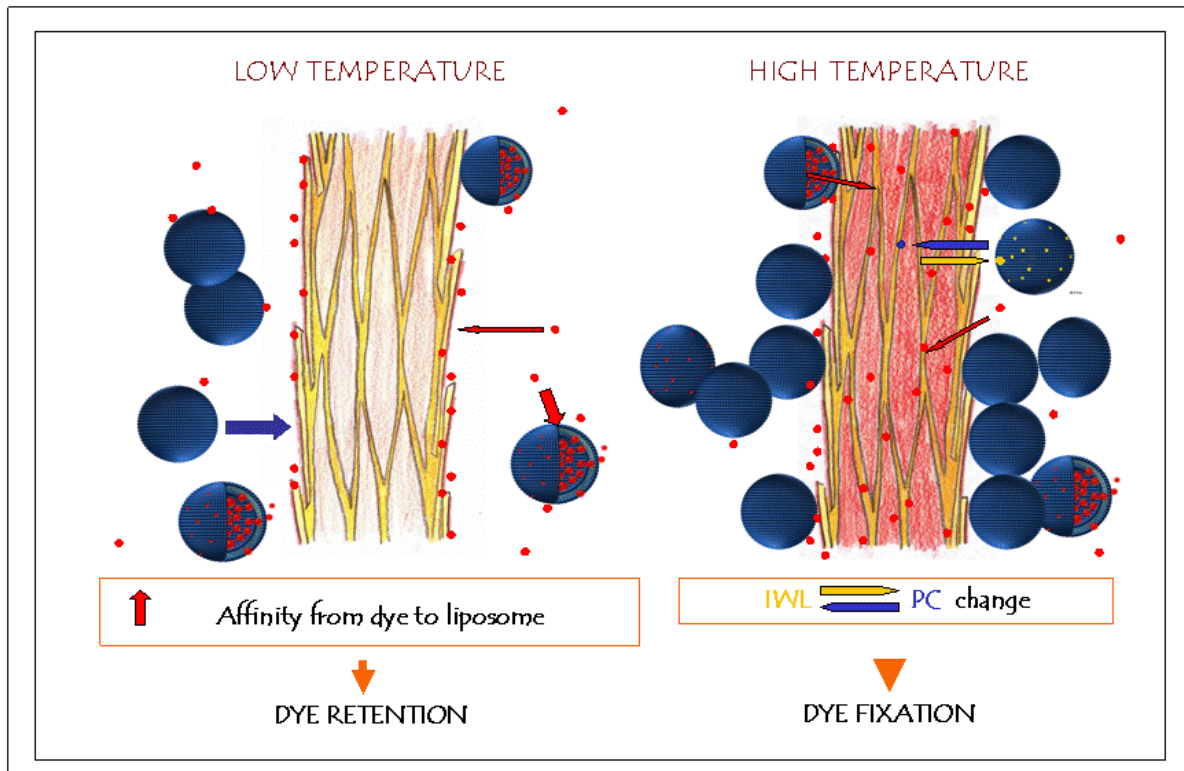 LOW TEMPERATURE
HIGH TEMPERATURE
Affinity from dye to liposome
IWL PC change
DYE RETENTION
DYE FIXATION